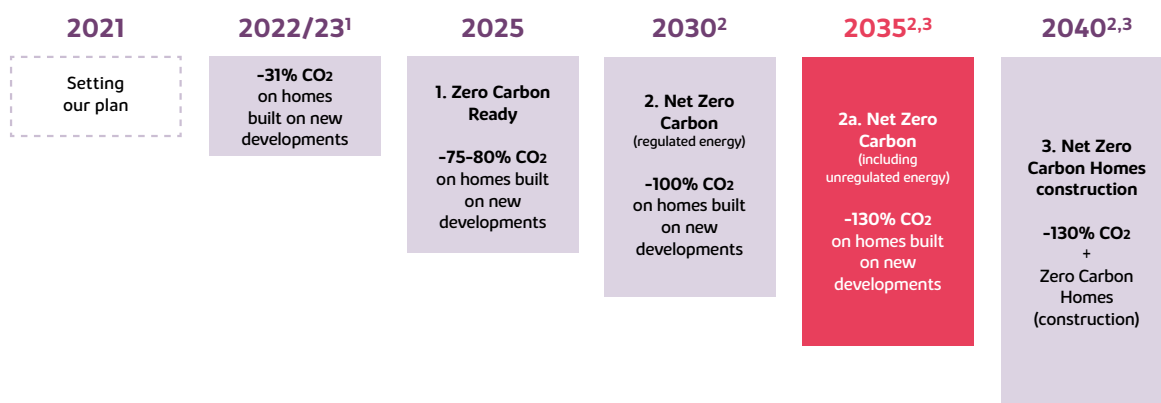 2021
Setting
our plan
2022/23¹
-31% CO2
on homes
built on new
developments
2025
1. Zero Carbon
Ready
-75-80% CO2
on homes built
on new
developments
2030²
2. Net Zero
Carbon
(regulated energy)
-100% CO2
on homes built
on new
developments
2035²,³
2a. Net Zero
Carbon
(including
unregulated energy)
-130% CO2
on homes built
on new
developments
2040²,³
3. Net Zero
Carbon Homes
construction
-130% CO2
+
Zero Carbon
Homes
(construction)